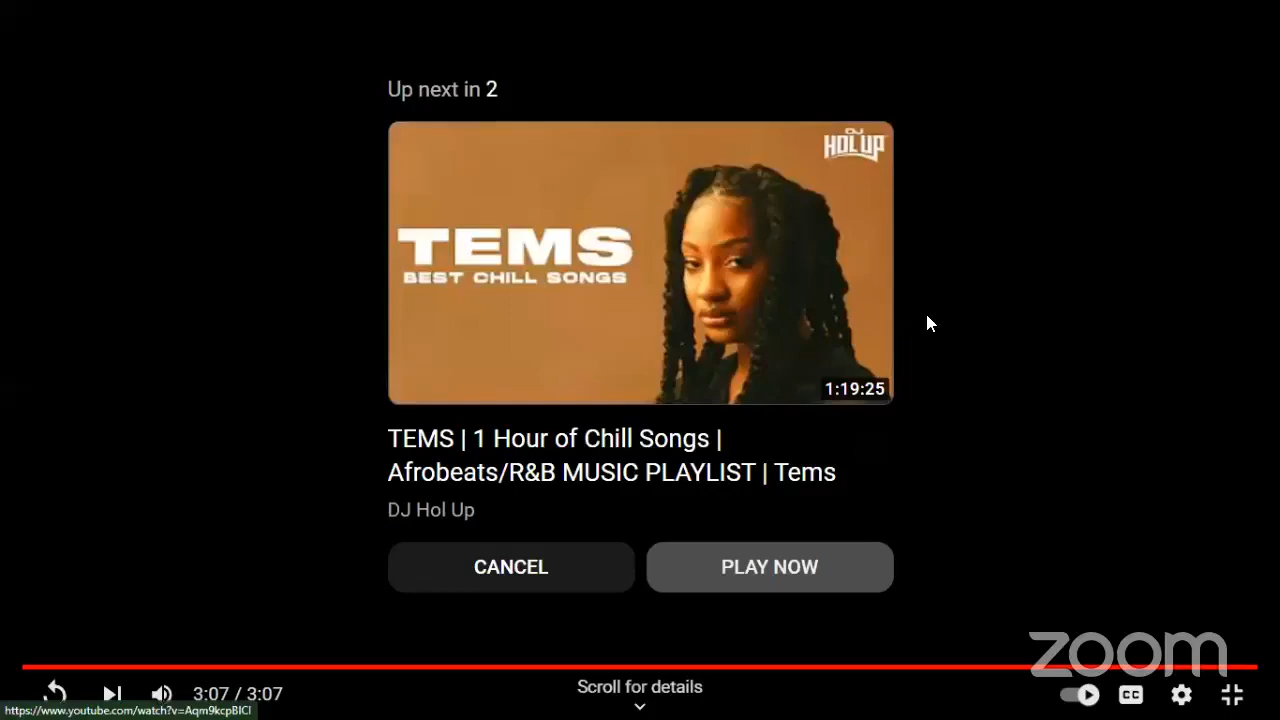 Up next in 2
HOL UP
TEMS
BEST CHILL SONGS
1:19:25
TEMS | 1 Hour of Chill Songs |
Afrobeats/R&B MUSIC PLAYLIST | Tems
DJ Hol Up
CANCEL
PLAY NOW
zoom
3:07 / 3:07
Scroll for details
CC
https://www.youtube.com/watch?v=Aqm9kcpBICI